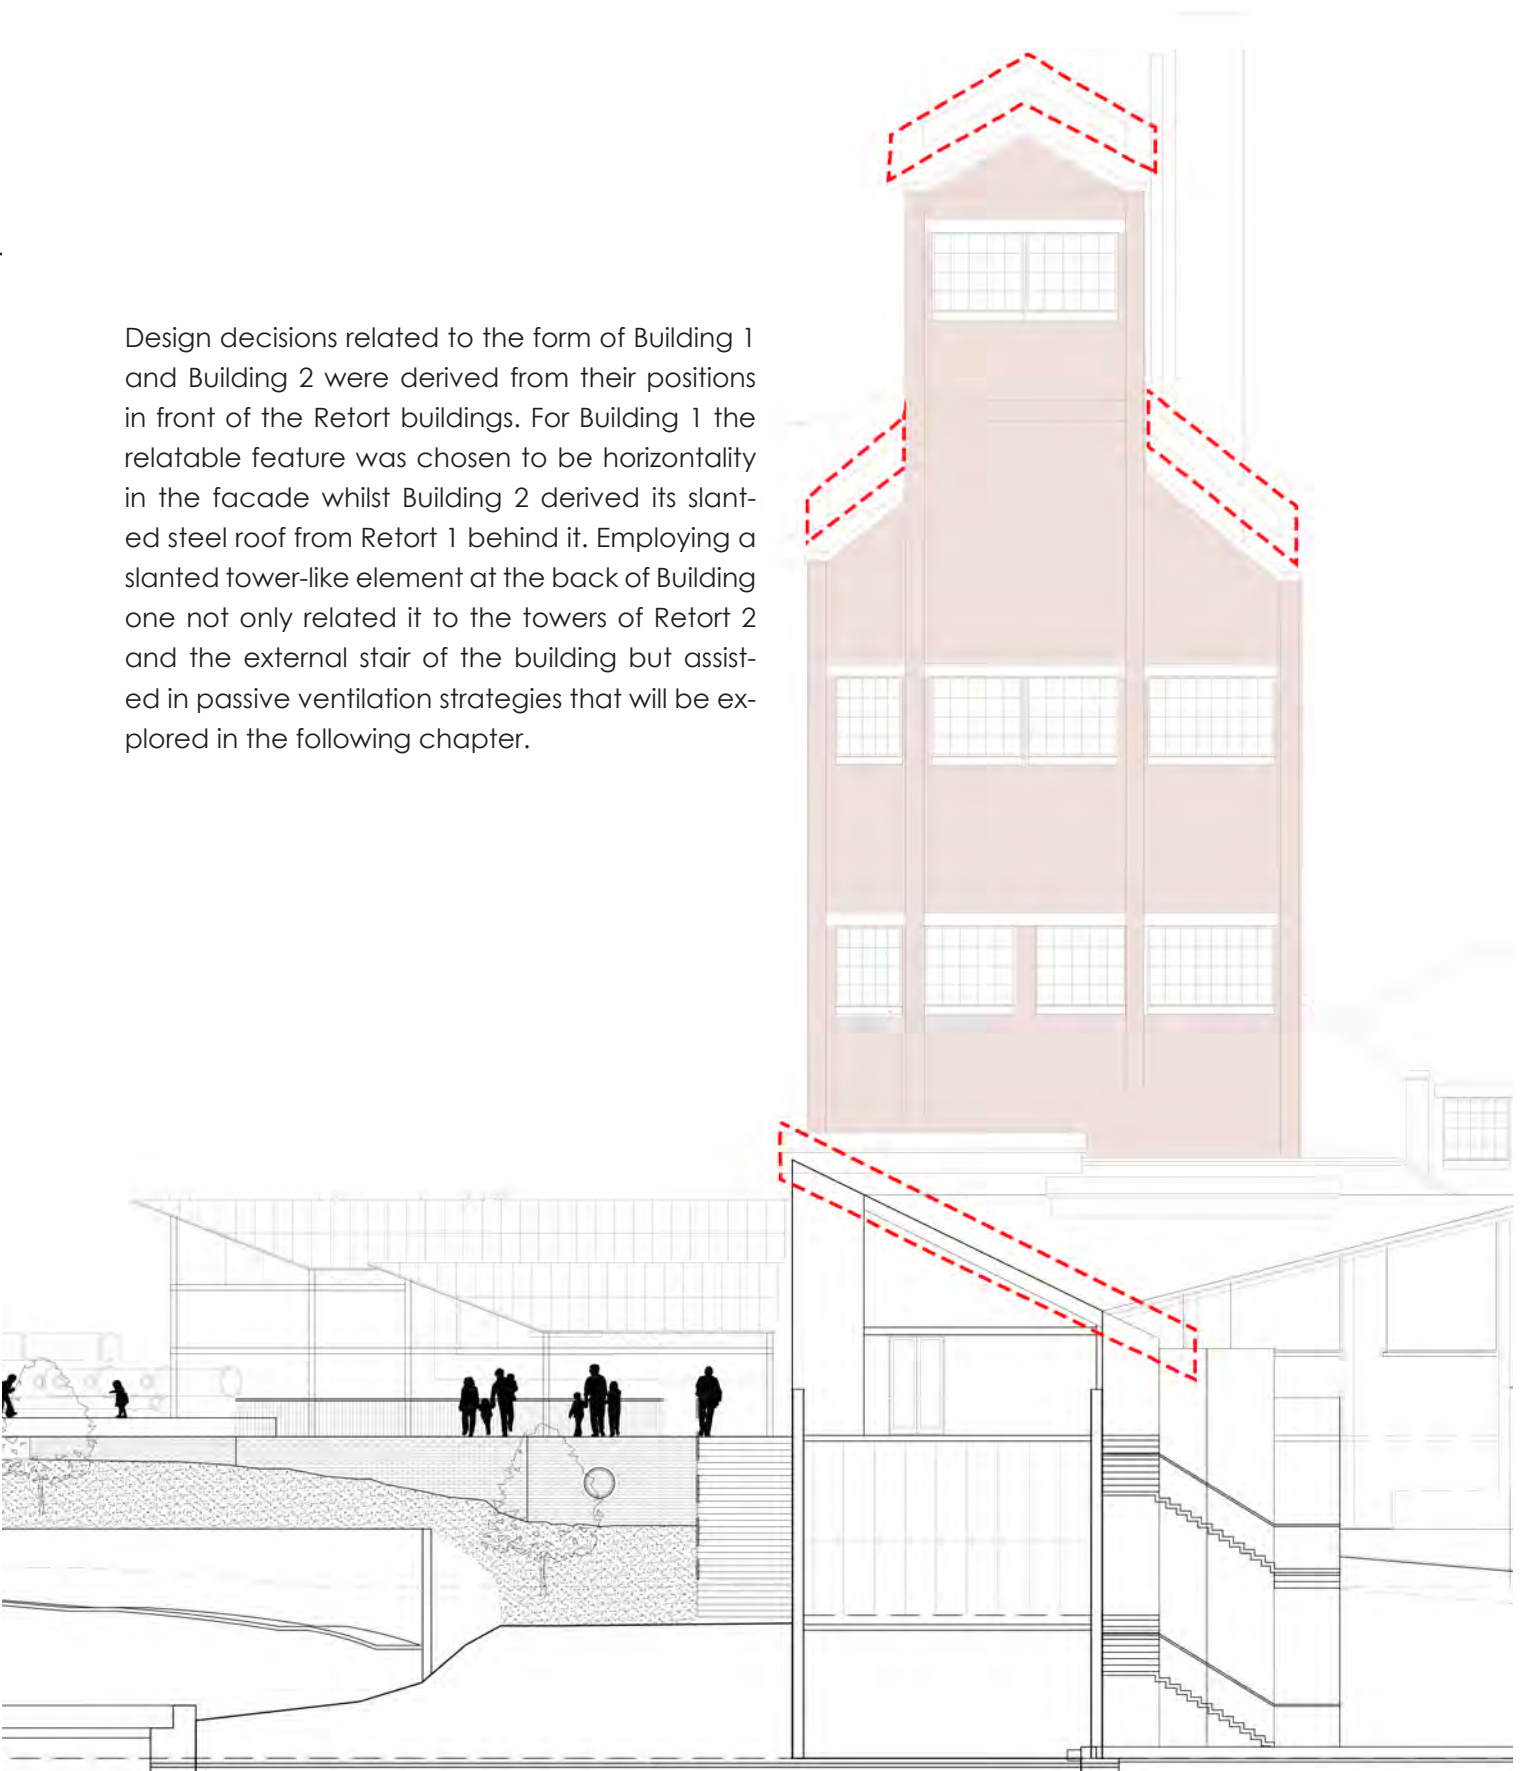 Design decisions related to the form of Building 1
and Building 2 were derived from their positions
in front of the Retort buildings. For Building 1 the
relatable feature was chosen to be horizontality
in the facade whilst Building 2 derived its slant-
ed steel roof from Retort 1 behind it. Employing a
slanted tower-like element at the back of Building
one not only related it to the towers of Retort 2
and the external stair of the building but assist-
ed in passive ventilation strategies that will be ex-
plored in the following chapter.